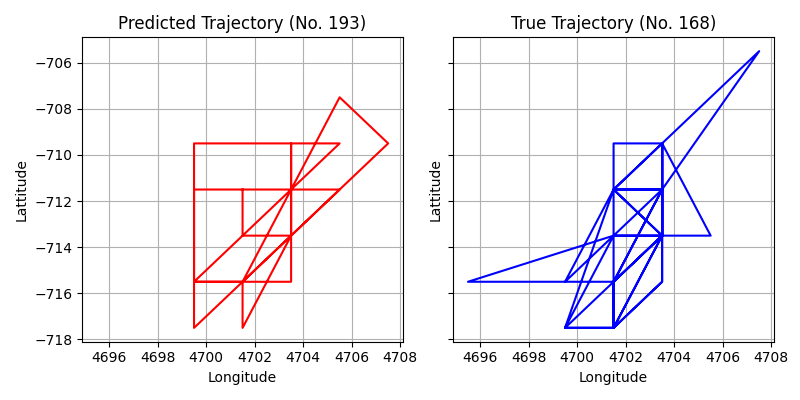 Predicted Trajectory (No. 193)
True Trajectory (No. 168)
Lattitude
Lattitude
−706
−708
−710
−712
−714
−716
−718
4696 4698 4700 4702 4704 4706 4708
4696 4698 4700 4702 4704 4706 4708
Longitude
Longitude